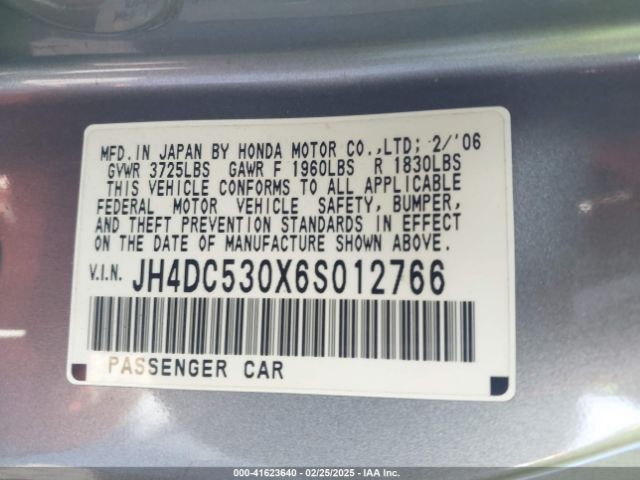 MFD. IN JAPAN BY HONDA MOTOR CO.,LTD; 2/'06
GVWR 3725LBS GAWR F 1960LBS R 1830LBS
THIS VEHICLE CONFORMS TO ALL APPLICABLE
FEDERAL MOTOR VEHICLE SAFETY, BUMPER,
AND THEFT PREVENTION STANDARDS IN EFFECT
ON THE DATE OF MANUFACTURE SHOWN ABOVE.
V.I.N. JH4DC530X6S012766
PASSENGER CAR
000-41623640 / 02/25/2025 / IAA Inc.